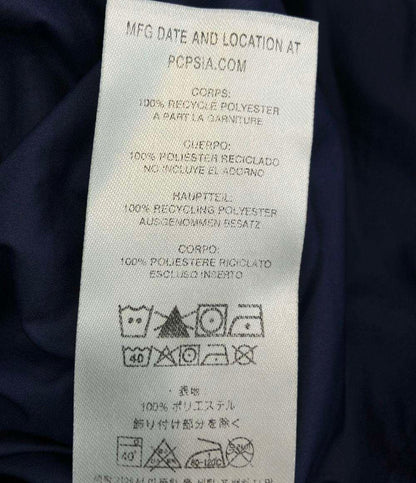 MFG DATE AND LOCATION AT
PCPSIA.COM
CORPS:
100% RECYCLE POLYESTER
A PART LA GARNITURE
CUERPO:
100% POLIESTER RECICLADO
NO INCLUYE EL ADORNO
HAUPTTEIL:
100% RECYCLING POLYESTER
AUSGENOMMEN BESATZ
CORPO:
100% POLIESTERE RICICLATO
ESCLUSO INSERTO
40
・表地
100% ポリエステル
飾り付け部分を除く
40°
80-120°C